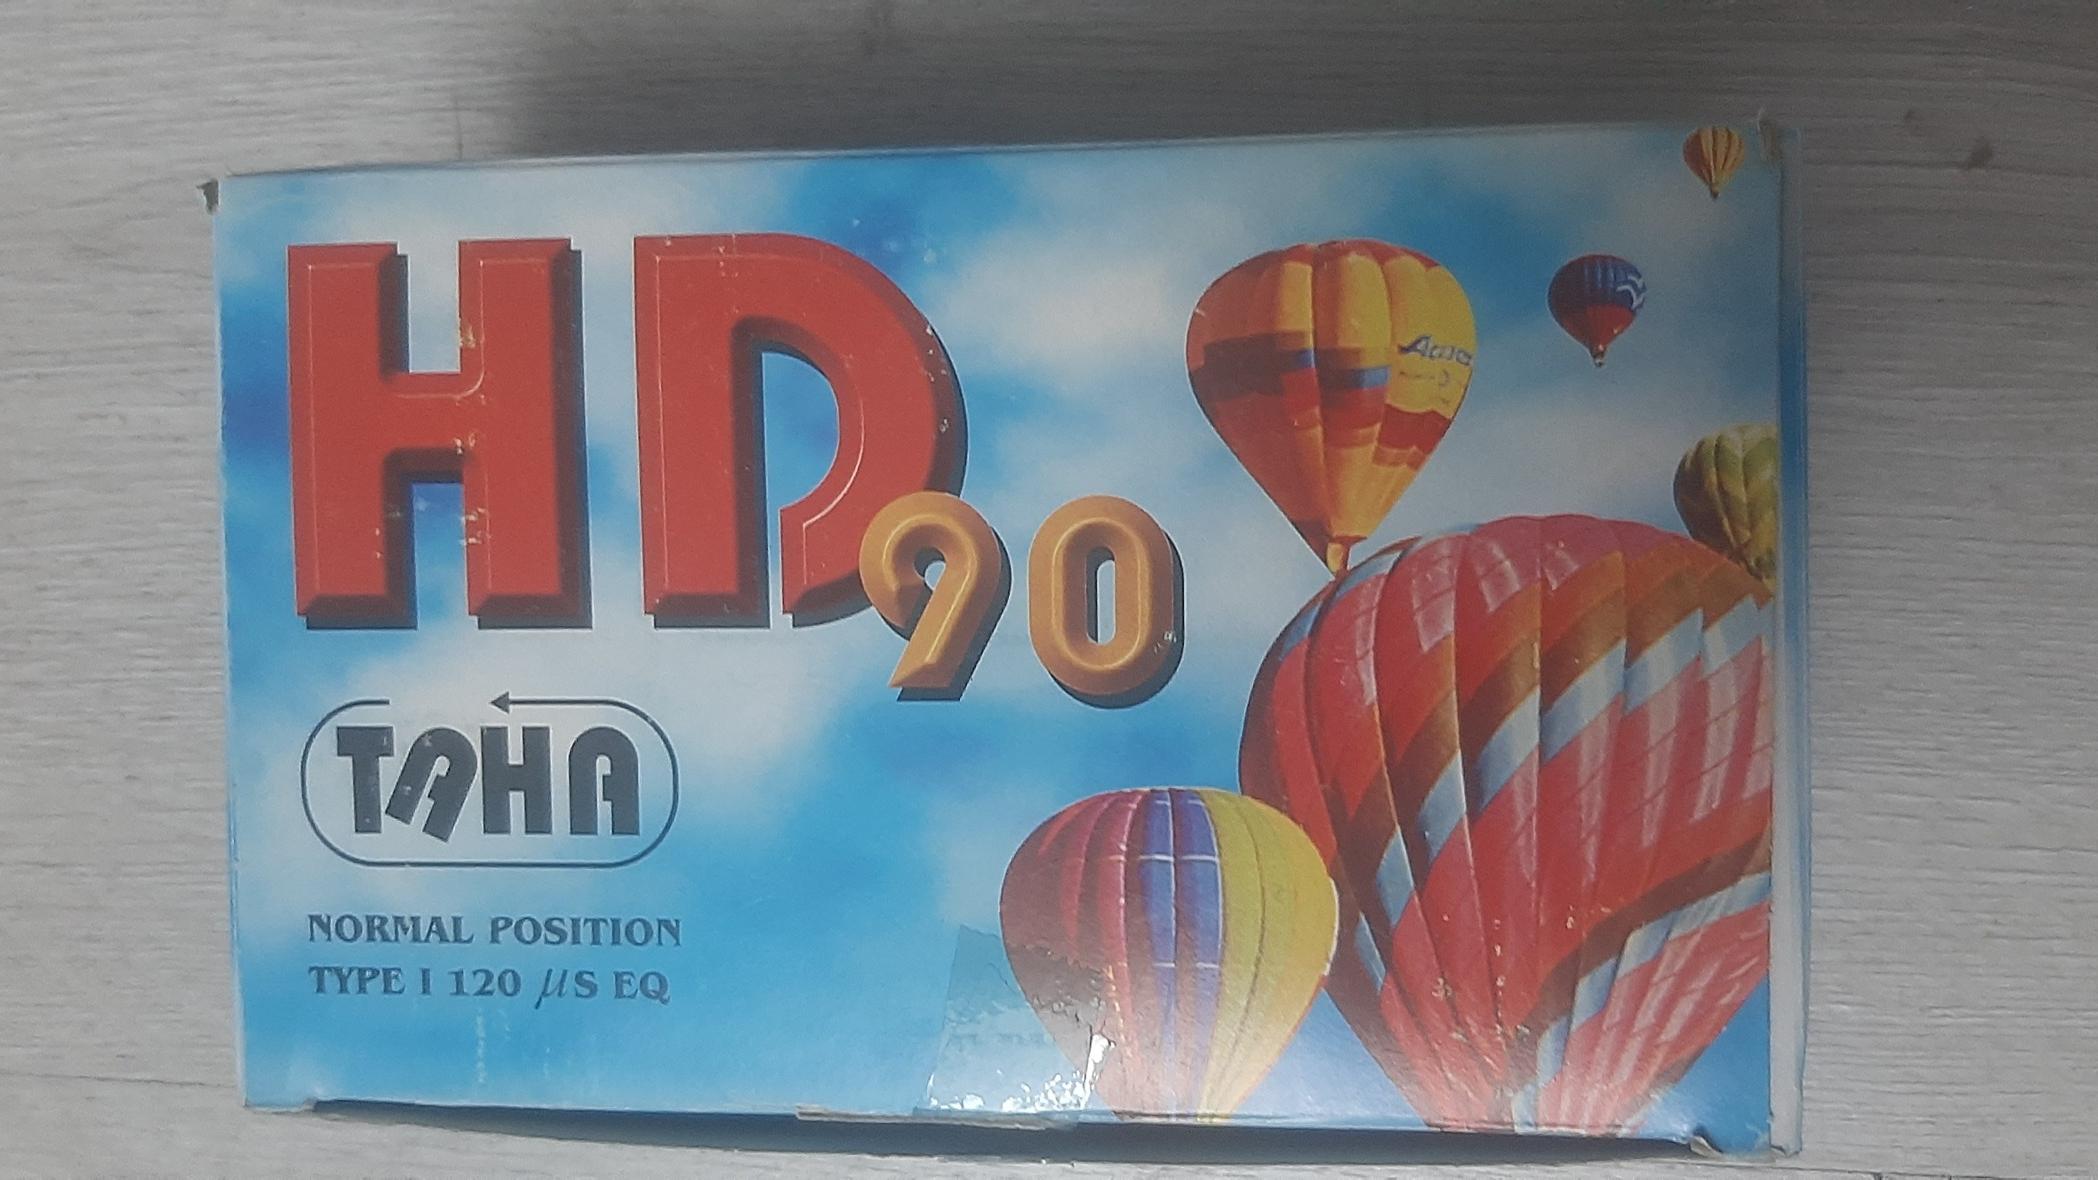 HD
90
TAHA
NORMAL POSITION
TYPE I 120 µS EQ